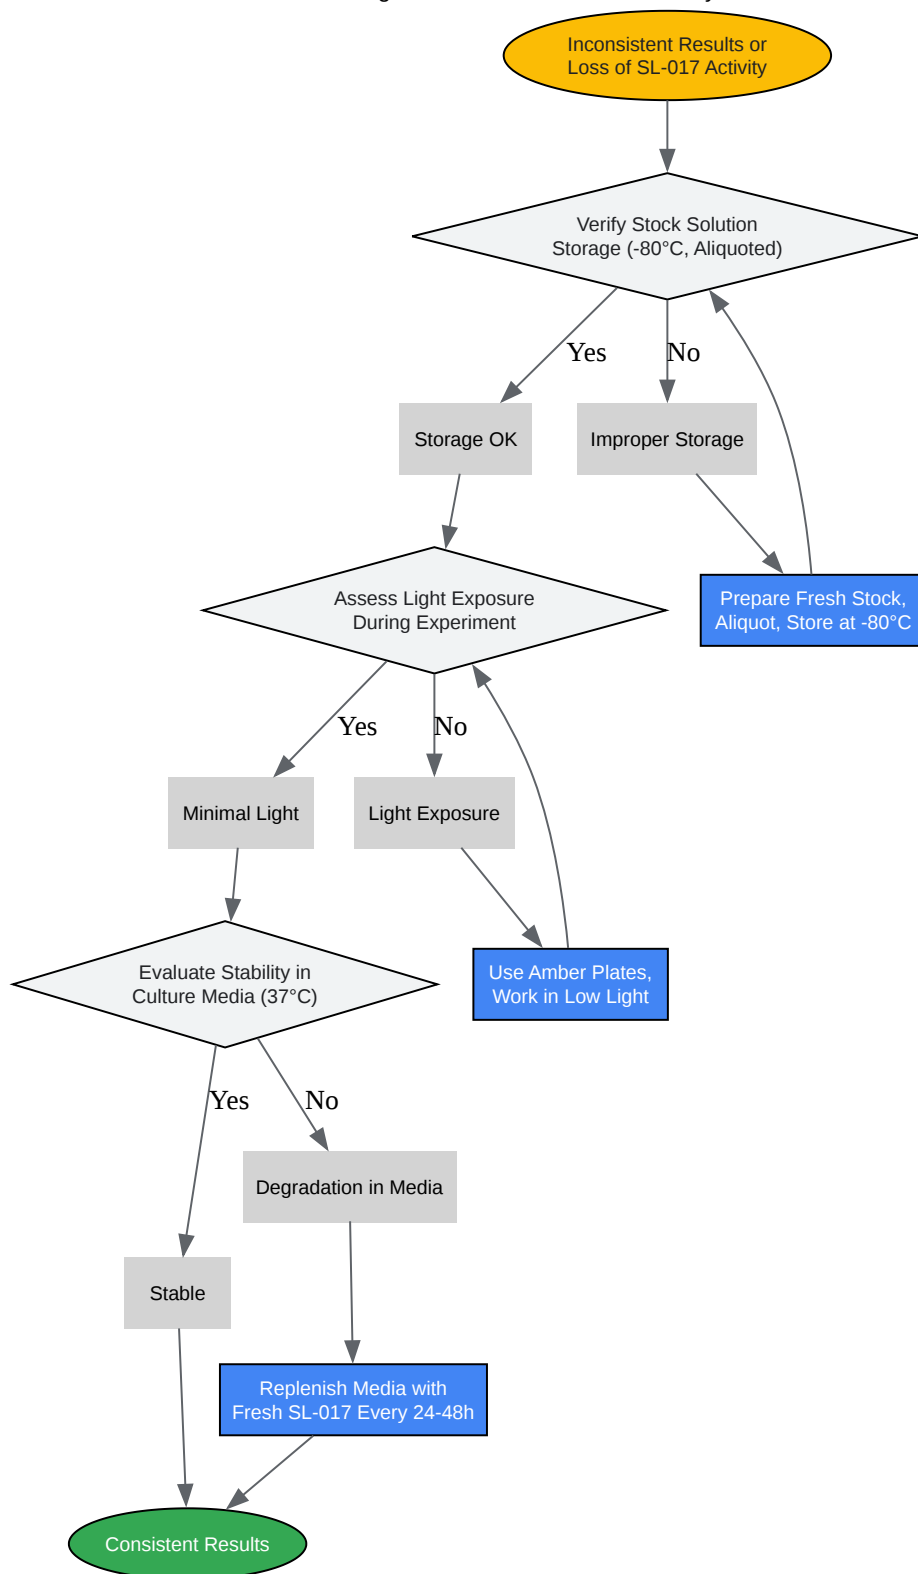 Inconsistent Results or
Loss of SL-017 Activity
Verify Stock Solution
Storage (-80°C, Aliquoted)
Yes
No
Storage OK
Improper Storage
Assess Light Exposure
During Experiment
Prepare Fresh Stock,
Aliquot, Store at -80°C
Yes
No
Minimal Light
Light Exposure
Evaluate Stability in
Culture Media (37°C)
Use Amber Plates,
Work in Low Light
Yes
No
Degradation in Media
Stable
Replenish Media with
Fresh SL-017 Every 24-48h
Consistent Results